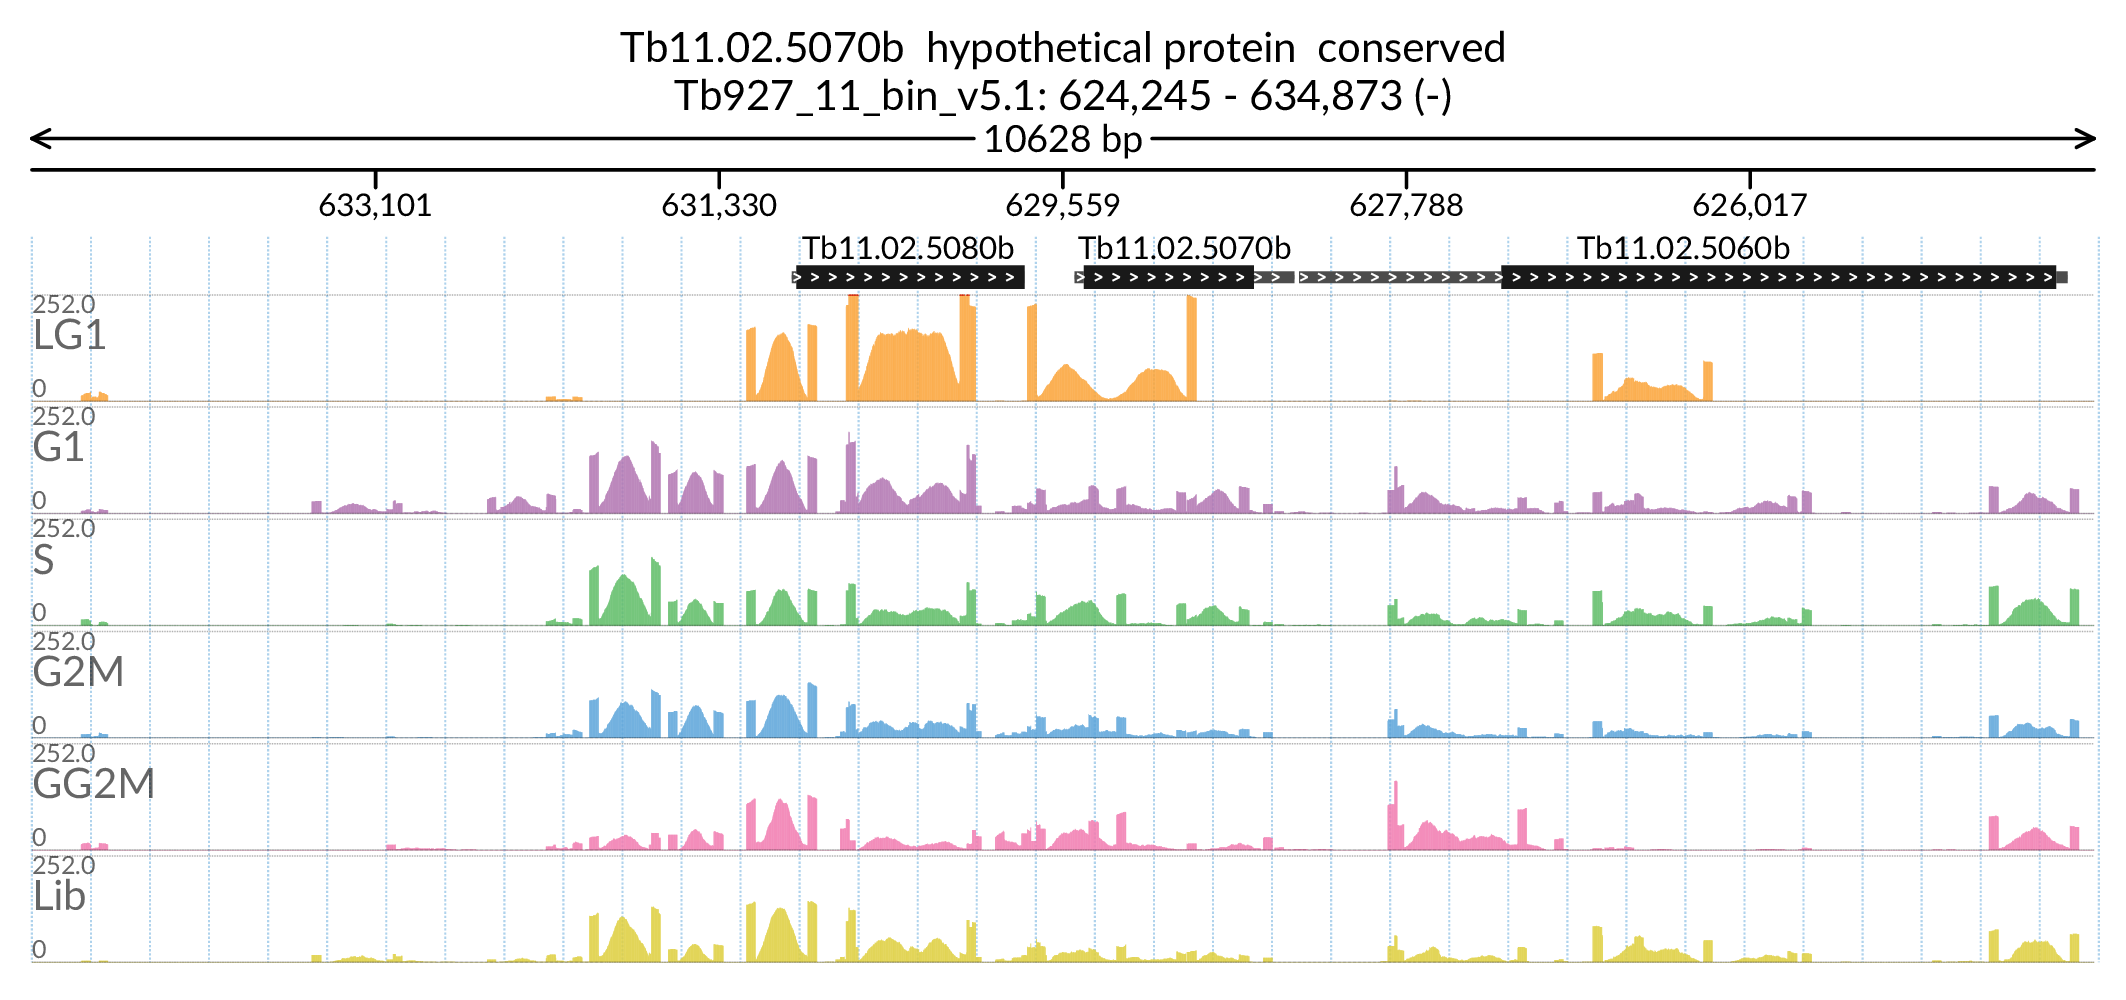 Tb11.02.5070b  hypothetical protein  conserved
Tb927_11_bin_v5.1: 624,245 - 634,873 (-)
10628 bp
633,101 631,330 629,559 627,788 626,017
Tb11.02.5080b Tb11.02.5070b Tb11.02.5060b
252.0
LG1
0
252.0
G1
0
252.0
S
0
252.0
G2M
0
252.0
GG2M
0
252.0
Lib
0